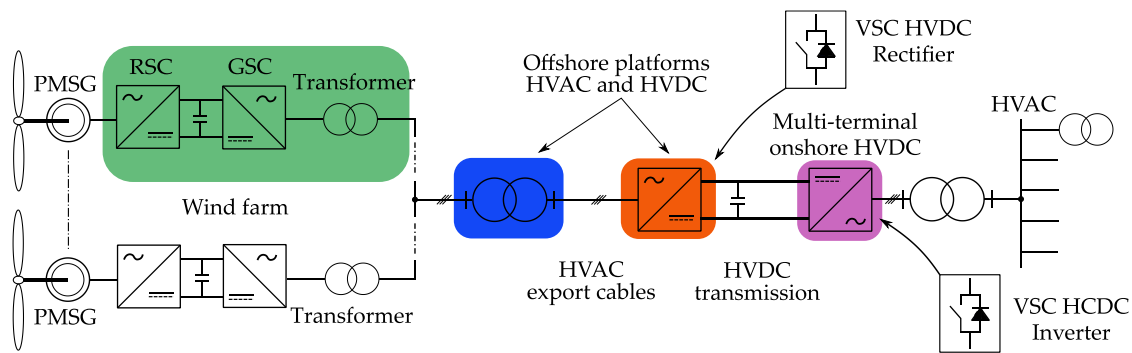 PMSG
RSC
GSC
Transformer
Offshore platforms
HVAC and HVDC
VSC HVDC
Rectifier
HVAC
Multi-terminal
onshore HVDC
Wind farm
HVAC
export cables
HVDC
transmission
PMSG
Transformer
VSC HCDC
Inverter